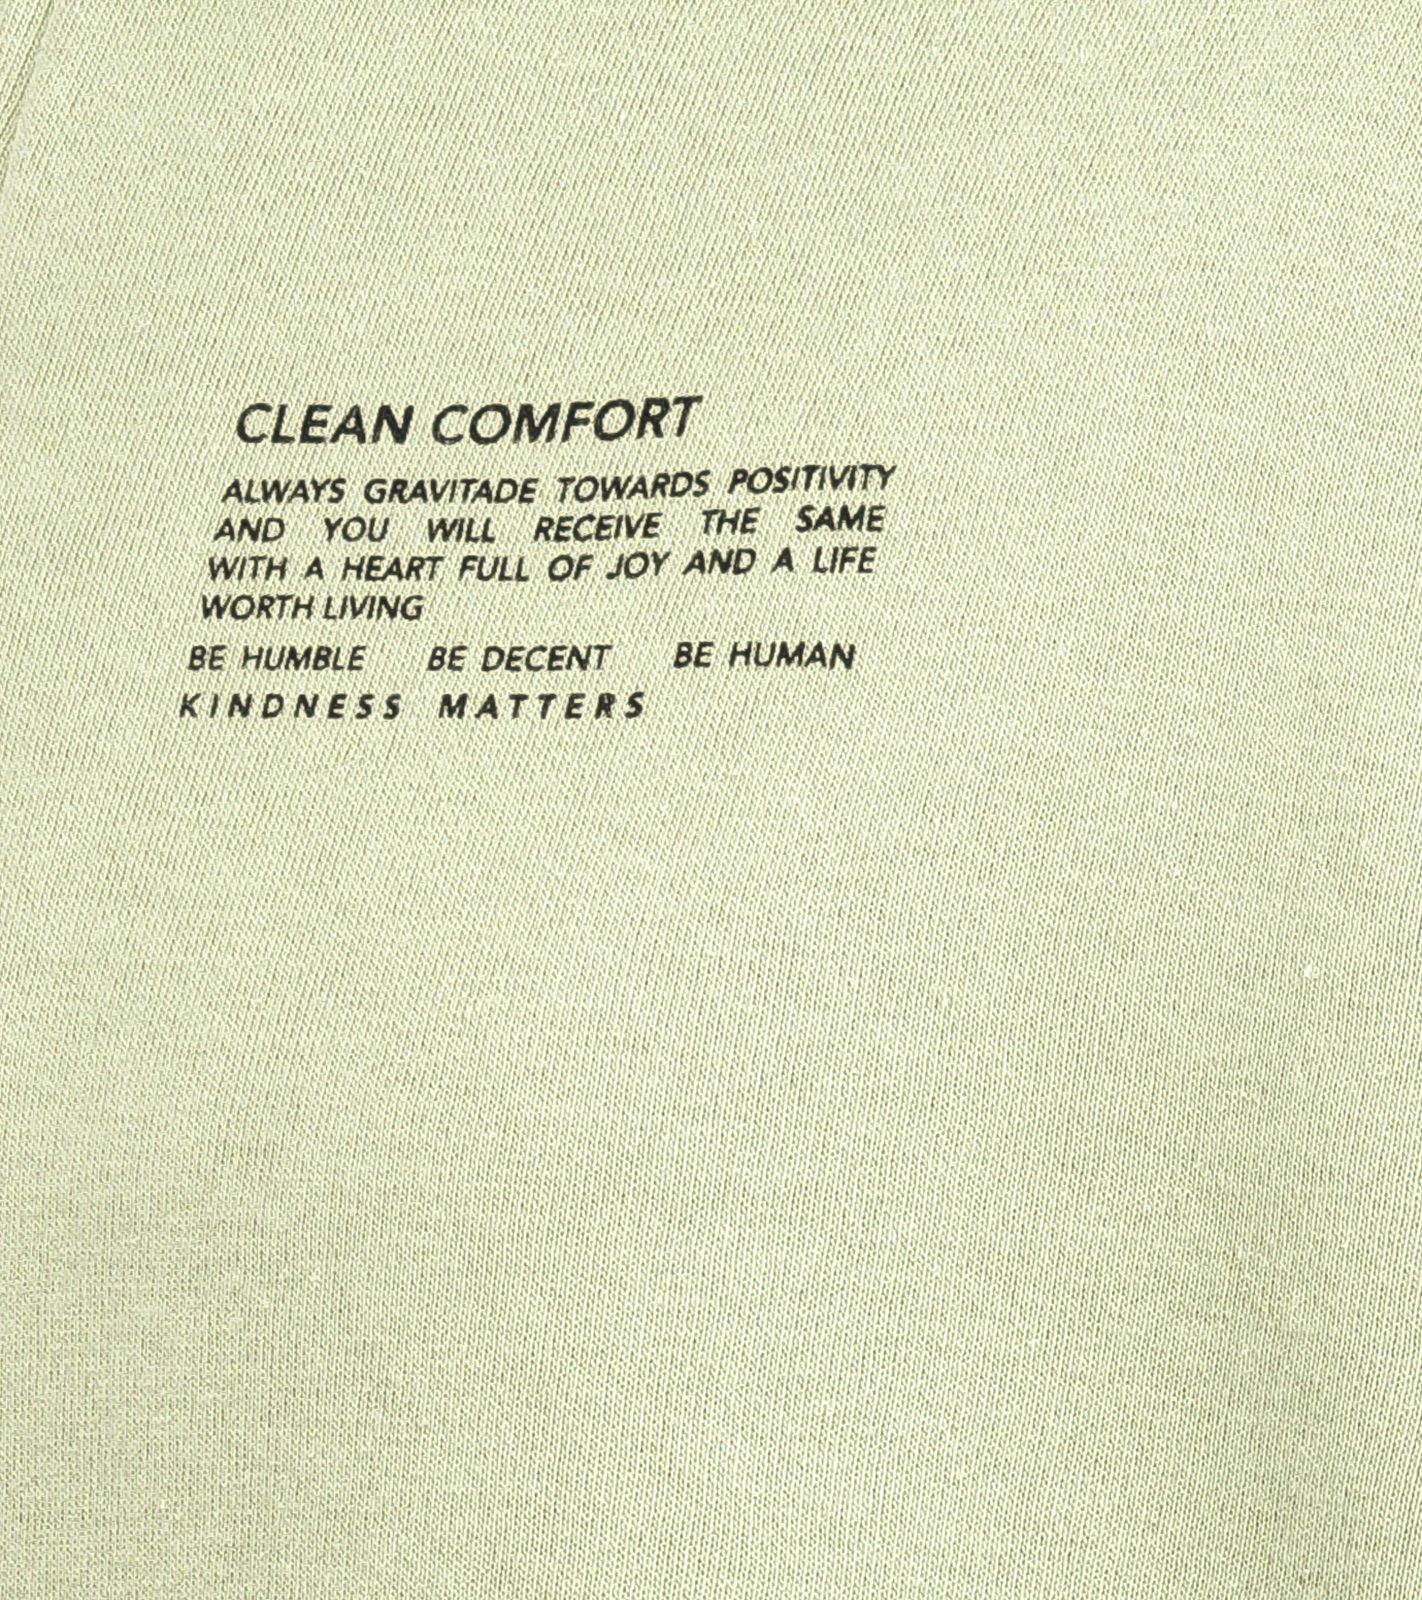 CLEAN COMFORT
ALWAYS GRAVITADE TOWARDS POSITIVITY
AND YOU WILL RECEIVE THE SAME
WITH A HEART FULL OF JOY AND A LIFE
WORTH LIVING
BE HUMBLE BE DECENT BE HUMAN
KINDNESS MATTERS